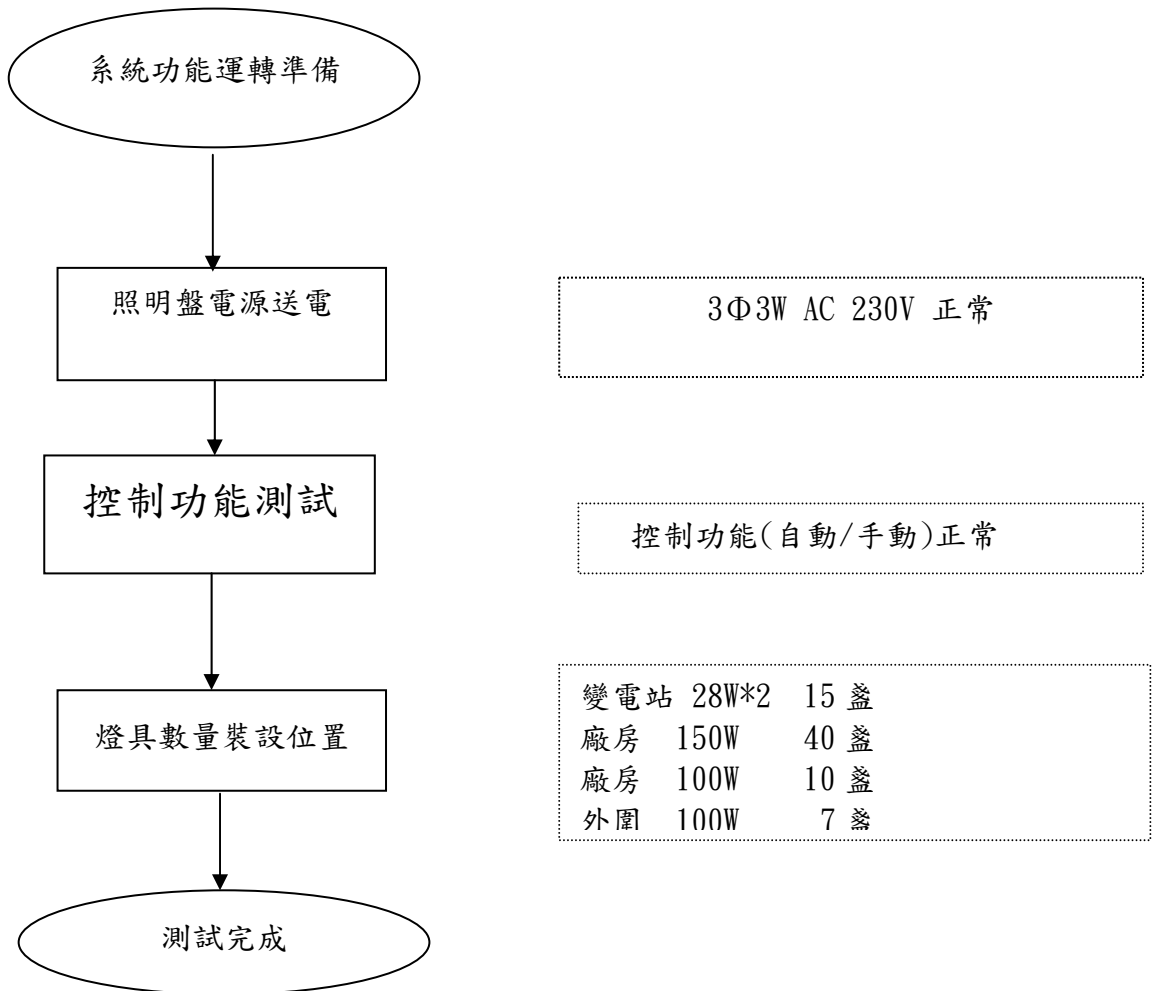 系統功能運轉準備
照明盤電源送電
3Φ3W AC 230V 正常
控制功能測試
控制功能(自動/手動)正常
燈具數量裝設位置
變電站 28W*2 15 盞
廠房 150W 40 盞
廠房 100W 10 盞
外圍 100W 7 盞
測試完成